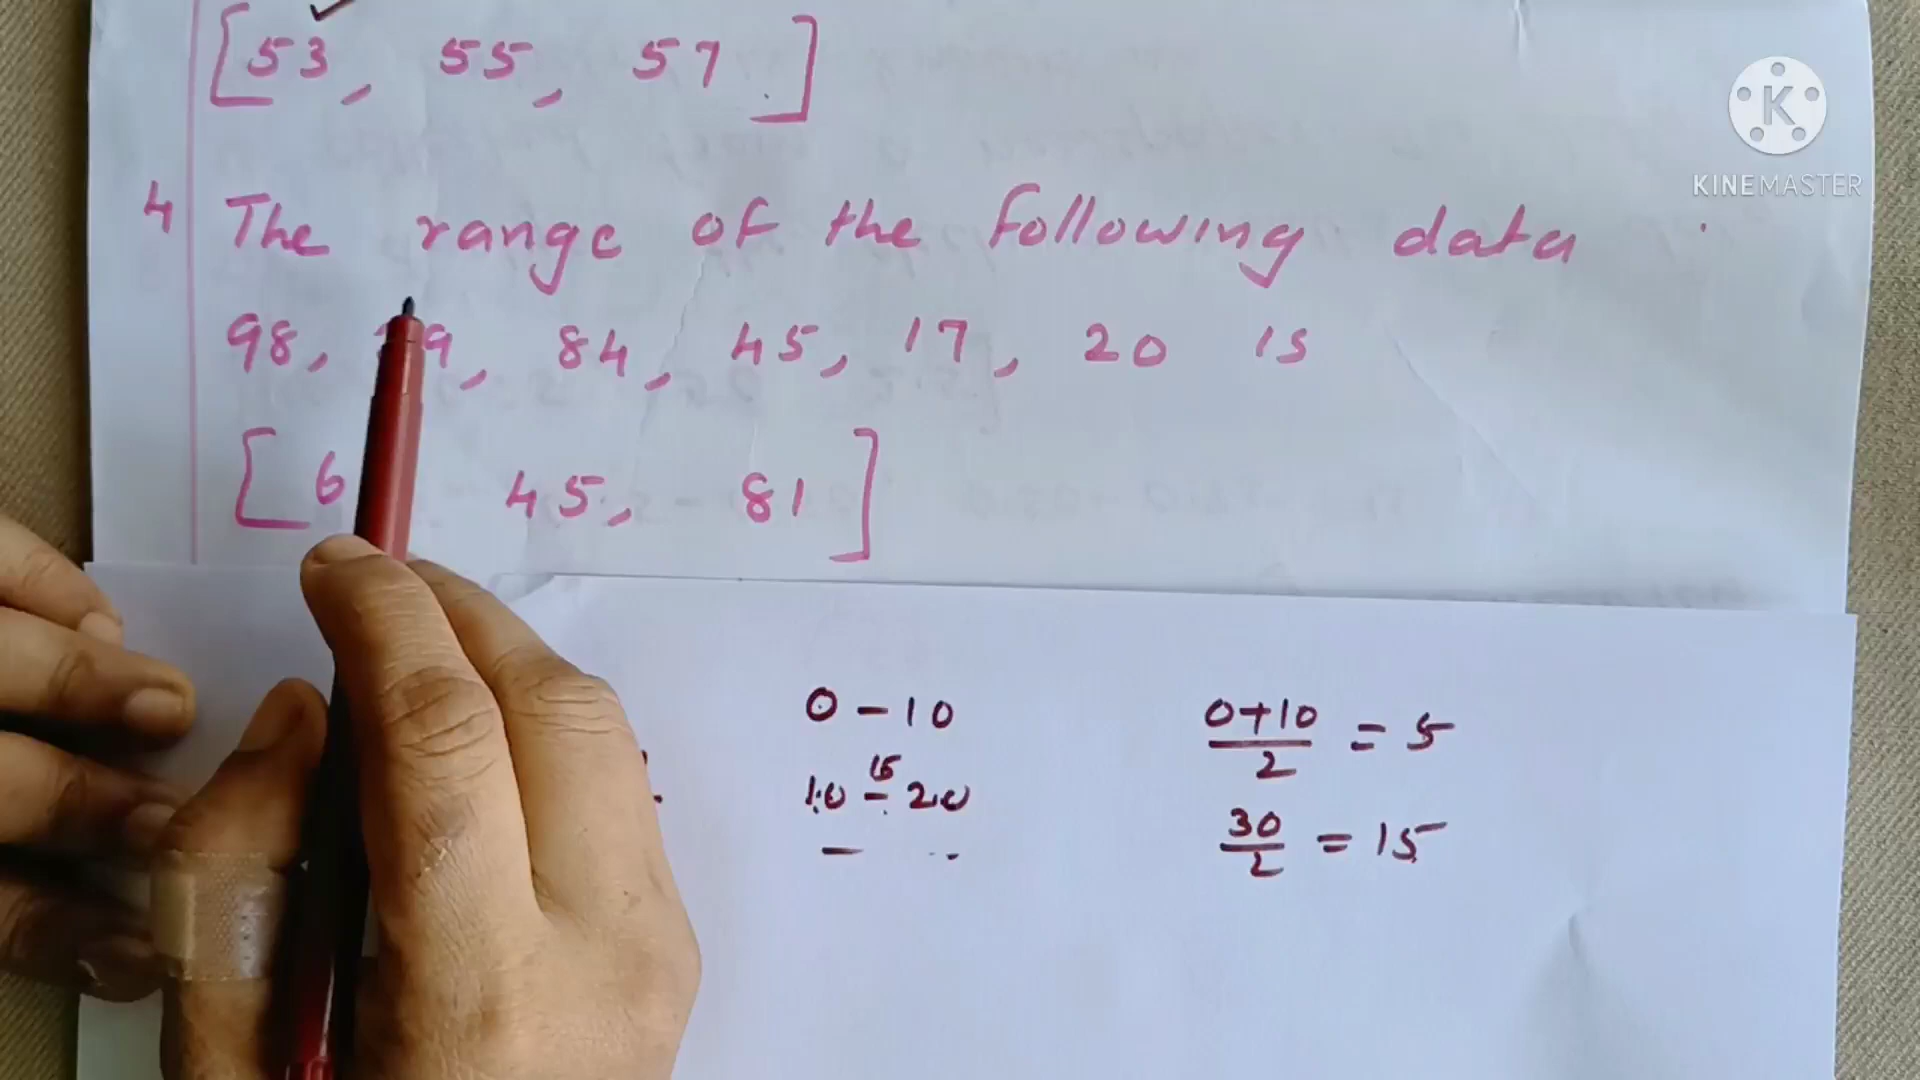 [53, 55, 57]
4 The range of the following data
98, 84, 45, 17, 20 is
[6 45, 81]
0 - 10
0+10/2 = 5
15
10 - 20
30/2 = 15
KINEMASTER